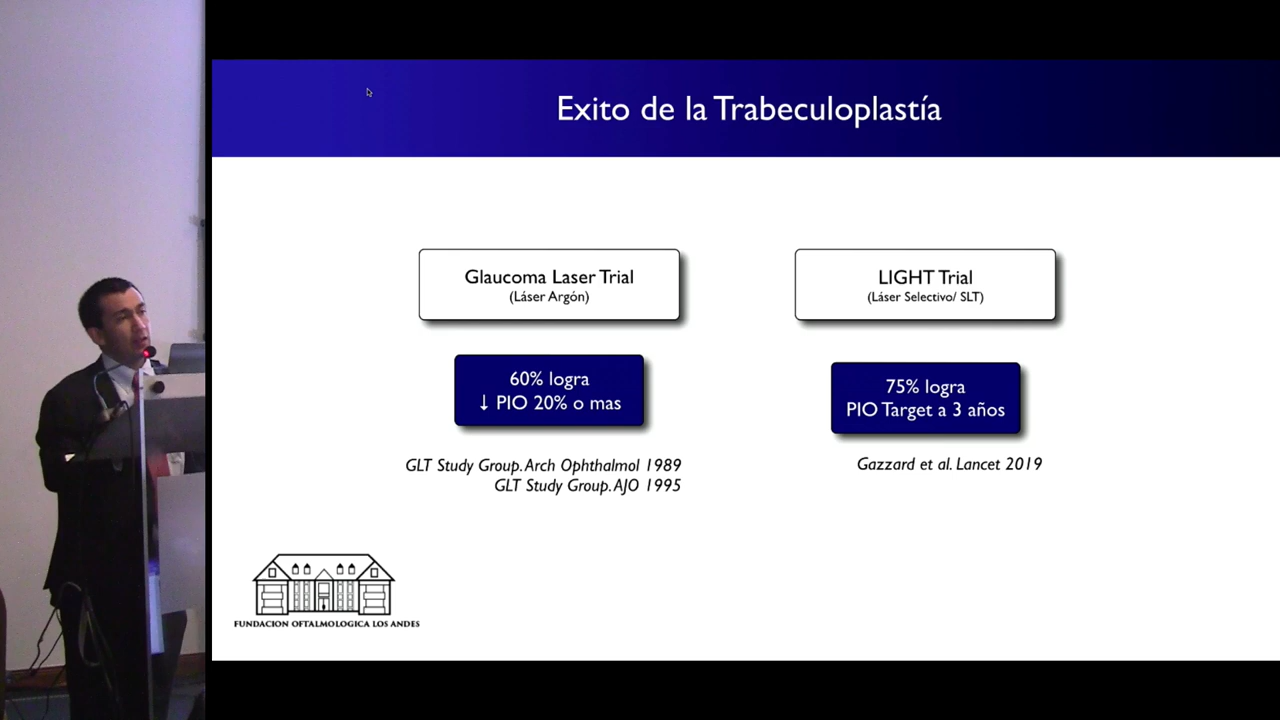 Exito de la Trabeculoplastía
Glaucoma Laser Trial
(Láser Argón)
60% logra
↓ PIO 20% o mas
GLT Study Group. Arch Ophthalmol 1989
GLT Study Group. AJO 1995
LIGHT Trial
(Láser Selectivo/ SLT)
75% logra
PIO Target a 3 años
Gazzard et al. Lancet 2019
FUNDACION OFTALMOLOGICA LOS ANDES